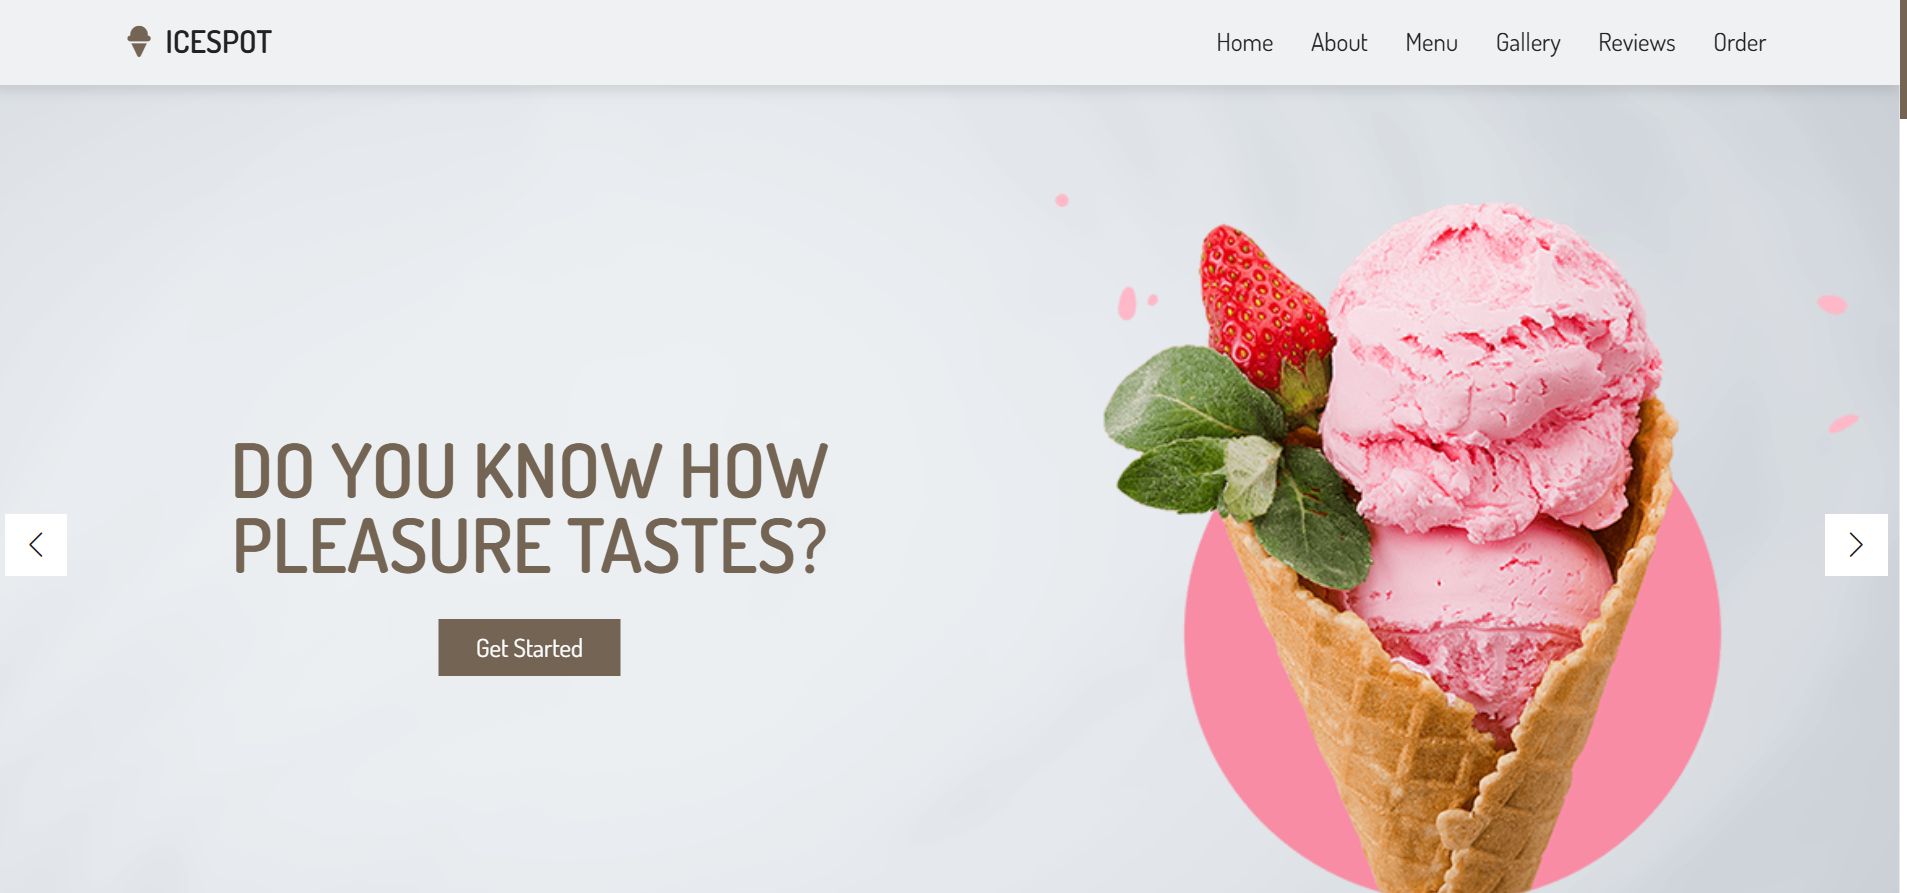 ICESPOT
Home About Menu Gallery Reviews Order
DO YOU KNOW HOW
PLEASURE TASTES?
Get Started